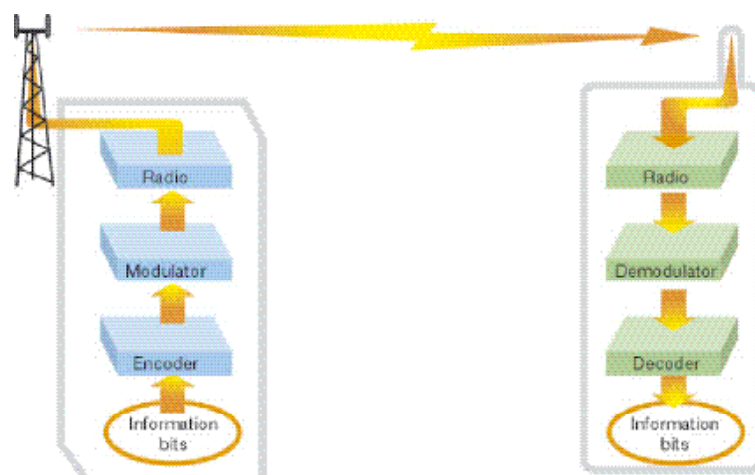 Radio
Modulator
Encoder
Information
bits
Radio
Demodulator
Decoder
Information
bits